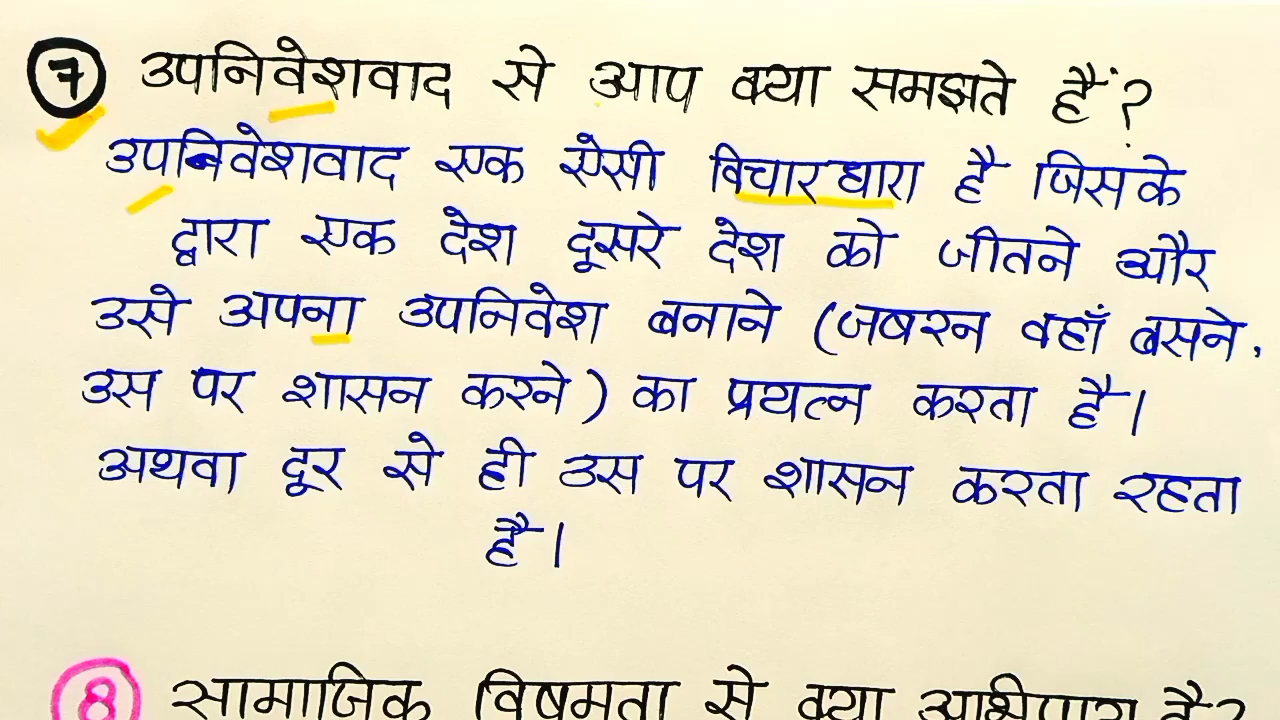 7 उपनिवेशवाद से आप क्या समझते हैं?
उपनिवेशवाद एक ऐसी विचारधारा है जिसके
द्वारा एक देश दूसरे देश को जीतने और
उसे अपना उपनिवेश बनाने (जबरन वहाँ बसने,
उस पर शासन करने) का प्रयत्न करता है।
अथवा दूर से ही उस पर शासन करता रहता
है।
8 सामाजिक विषमता से क्या अभिप्राय है?